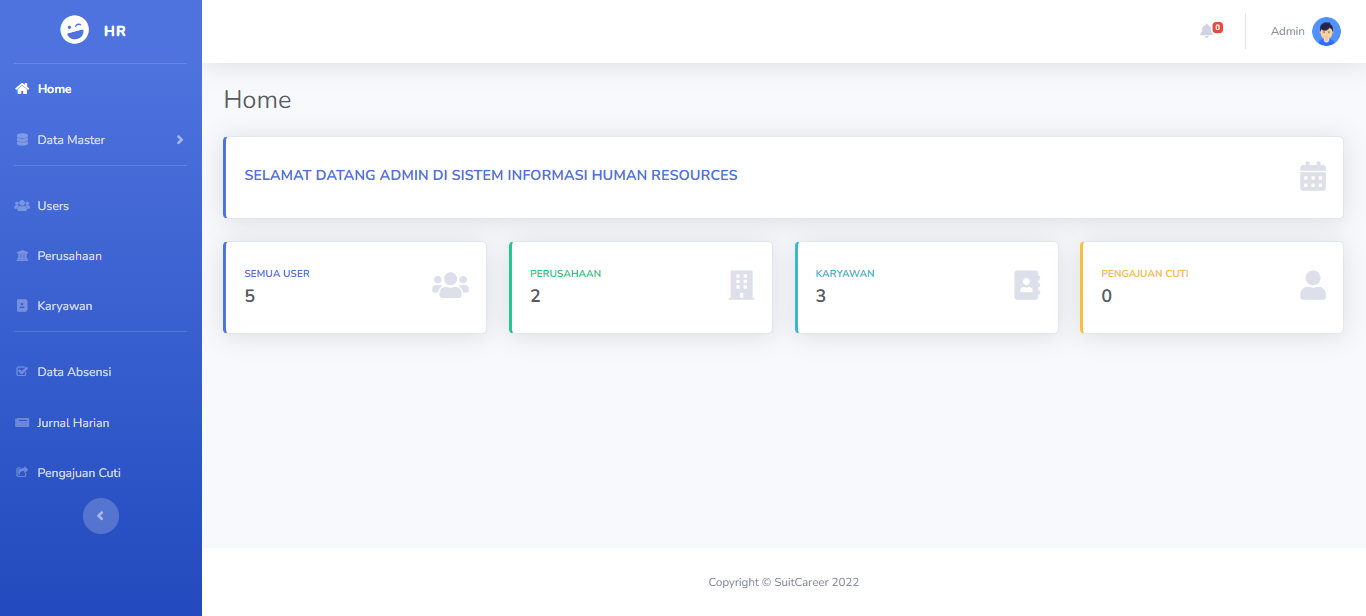 HR
Home
Data Master
Users
Perusahaan
Karyawan
Data Absensi
Jurnal Harian
Pengajuan Cuti
0
Admin
Home
SELAMAT DATANG ADMIN DI SISTEM INFORMASI HUMAN RESOURCES
SEMUA USER
5
PERUSAHAAN
2
KARYAWAN
3
PENGAJUAN CUTI
0
Copyright © SuitCareer 2022